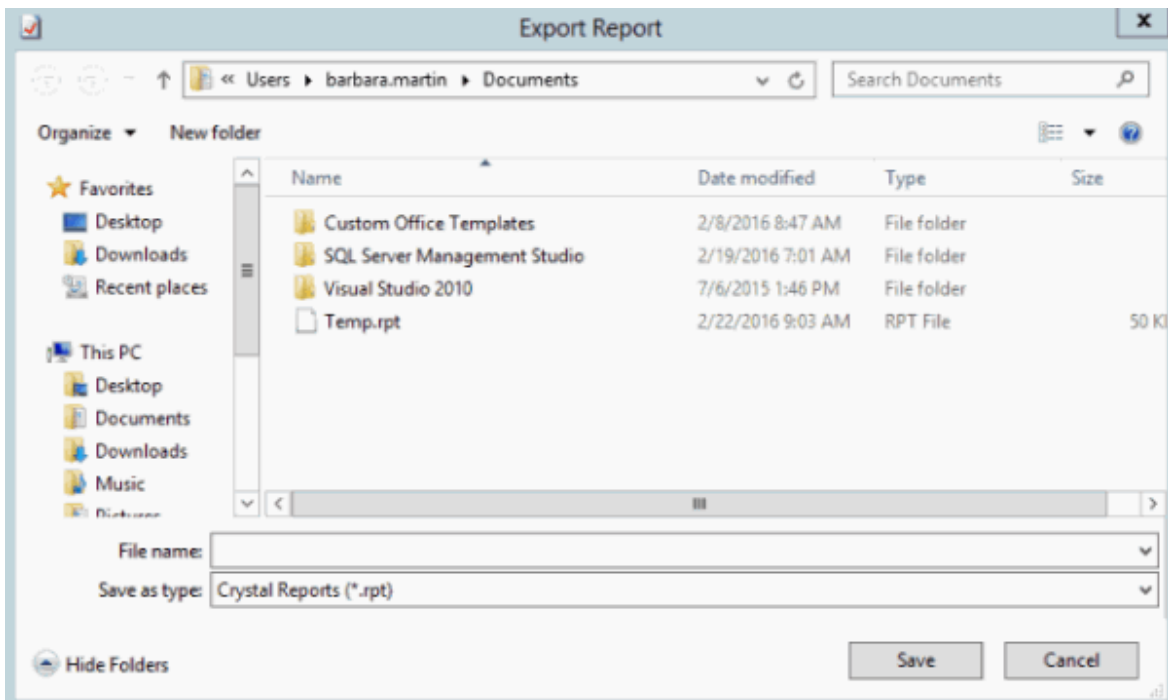 Export Report
x
« Users ▸ barbara.martin ▸ Documents
Search Documents
Organize ▾ New folder
Favorites
Desktop
Downloads
Recent places
This PC
Desktop
Documents
Downloads
Music
Pictures
Name Date modified Type Size
Custom Office Templates 2/8/2016 8:47 AM File folder
SQL Server Management Studio 2/19/2016 7:01 AM File folder
Visual Studio 2010 7/6/2015 1:46 PM File folder
Temp.rpt 2/22/2016 9:03 AM RPT File 50 K
File name:
Save as type: Crystal Reports (*.rpt)
Hide Folders
Save Cancel